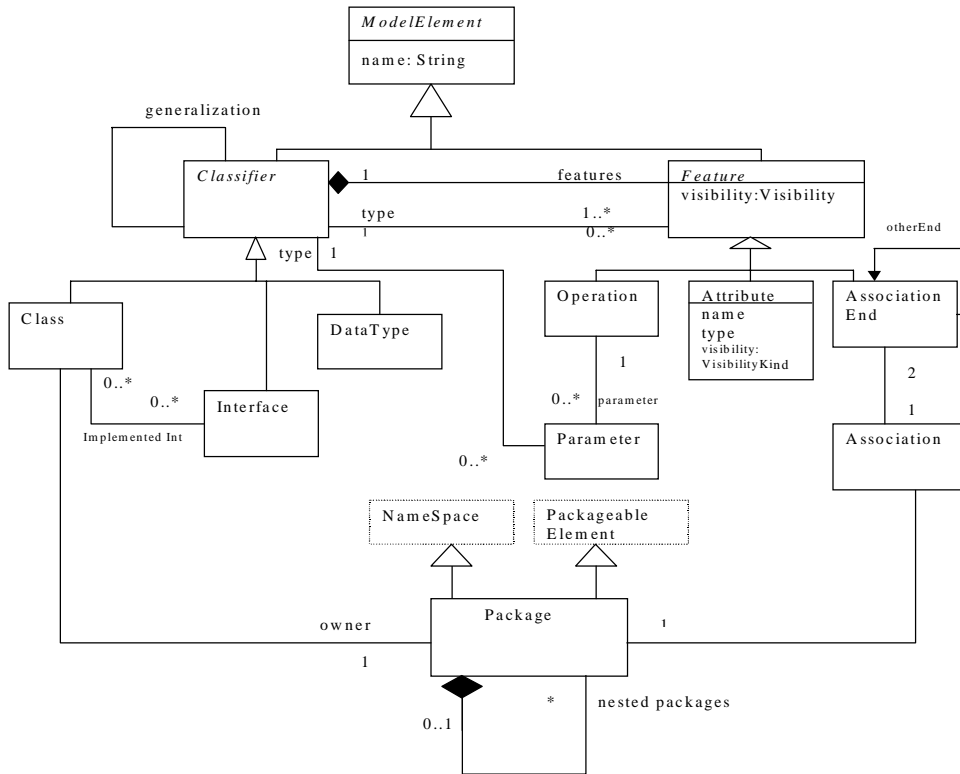 ModelElement
name: String
generalization
Classifier
1
features
Feature
visibility:Visibility
type
1..*
1
0..*
otherEnd
type
1
Class
DataType
Operation
Attribute
name
type
visibility:
VisibilityKind
Association
End
0..*
0..*
Implemented Int
Interface
1
0..*
parameter
2
1
Parameter
0..*
Association
NameSpace
Packageable
Element
Package
owner
1
1
0..1
*
nested packages